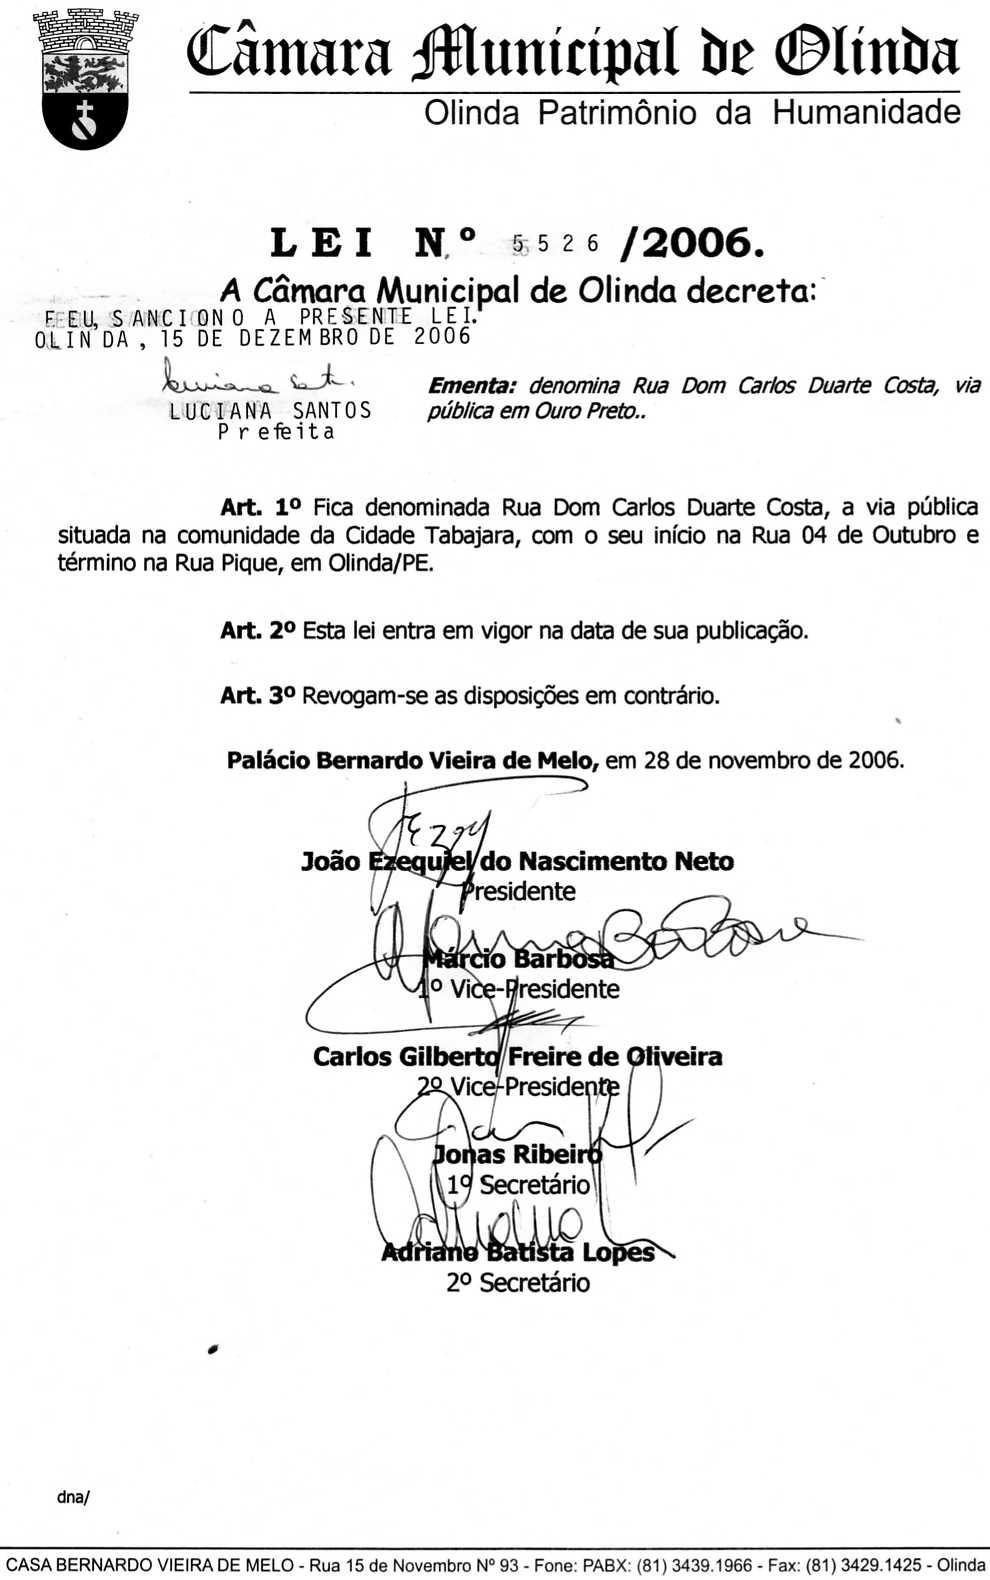 Câmara Municipal de Olinda
Olinda Patrimônio da Humanidade
LEI N.º 5526 /2006.
A Câmara Municipal de Olinda decreta:
E EU, SANCIONO A PRESENTE LEI.
OLINDA, 15 DE DEZEMBRO DE 2006
LUCIANA SANTOS
Prefeita
Ementa: denomina Rua Dom Carlos Duarte Costa, via
pública em Ouro Preto..
Art. 1º Fica denominada Rua Dom Carlos Duarte Costa, a via pública
situada na comunidade da Cidade Tabajara, com o seu início na Rua 04 de Outubro e
término na Rua Pique, em Olinda/PE.
Art. 2º Esta lei entra em vigor na data de sua publicação.
Art. 3º Revogam-se as disposições em contrário.
Palácio Bernardo Vieira de Melo, em 28 de novembro de 2006.
João Ezequiel do Nascimento Neto
Presidente
Márcio Barbosa
1º Vice-Presidente
Carlos Gilberto Freire de Oliveira
2º Vice-Presidente
Jonas Ribeiro
1º Secretário
Adriano Batista Lopes
2º Secretário
dna/
CASA BERNARDO VIEIRA DE MELO - Rua 15 de Novembro Nº 93 - Fone: PABX: (81) 3439.1966 - Fax: (81) 3429.1425 - Olinda